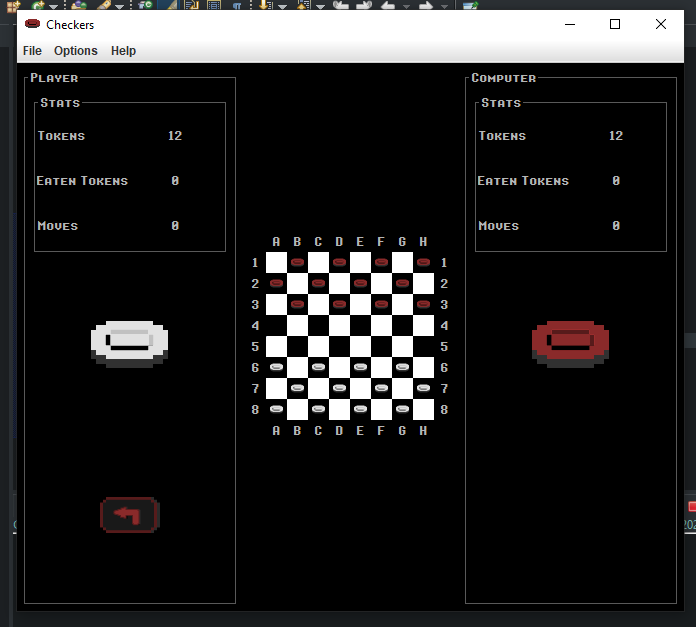 Checkers
File Options Help
Player
Stats
Tokens 12
Eaten Tokens 0
Moves 0
Computer
Stats
Tokens 12
Eaten Tokens 0
Moves 0
A B C D E F G H
1 1
2 2
3 3
4 4
5 5
6 6
7 7
8 8
A B C D E F G H